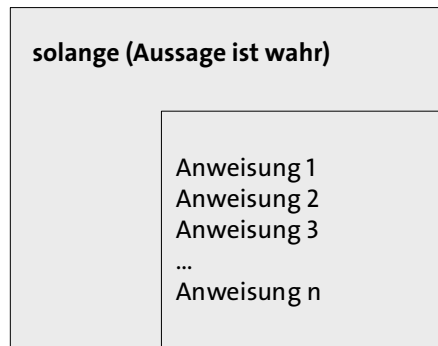 solange (Aussage ist wahr)
Anweisung 1
Anweisung 2
Anweisung 3
...
Anweisung n